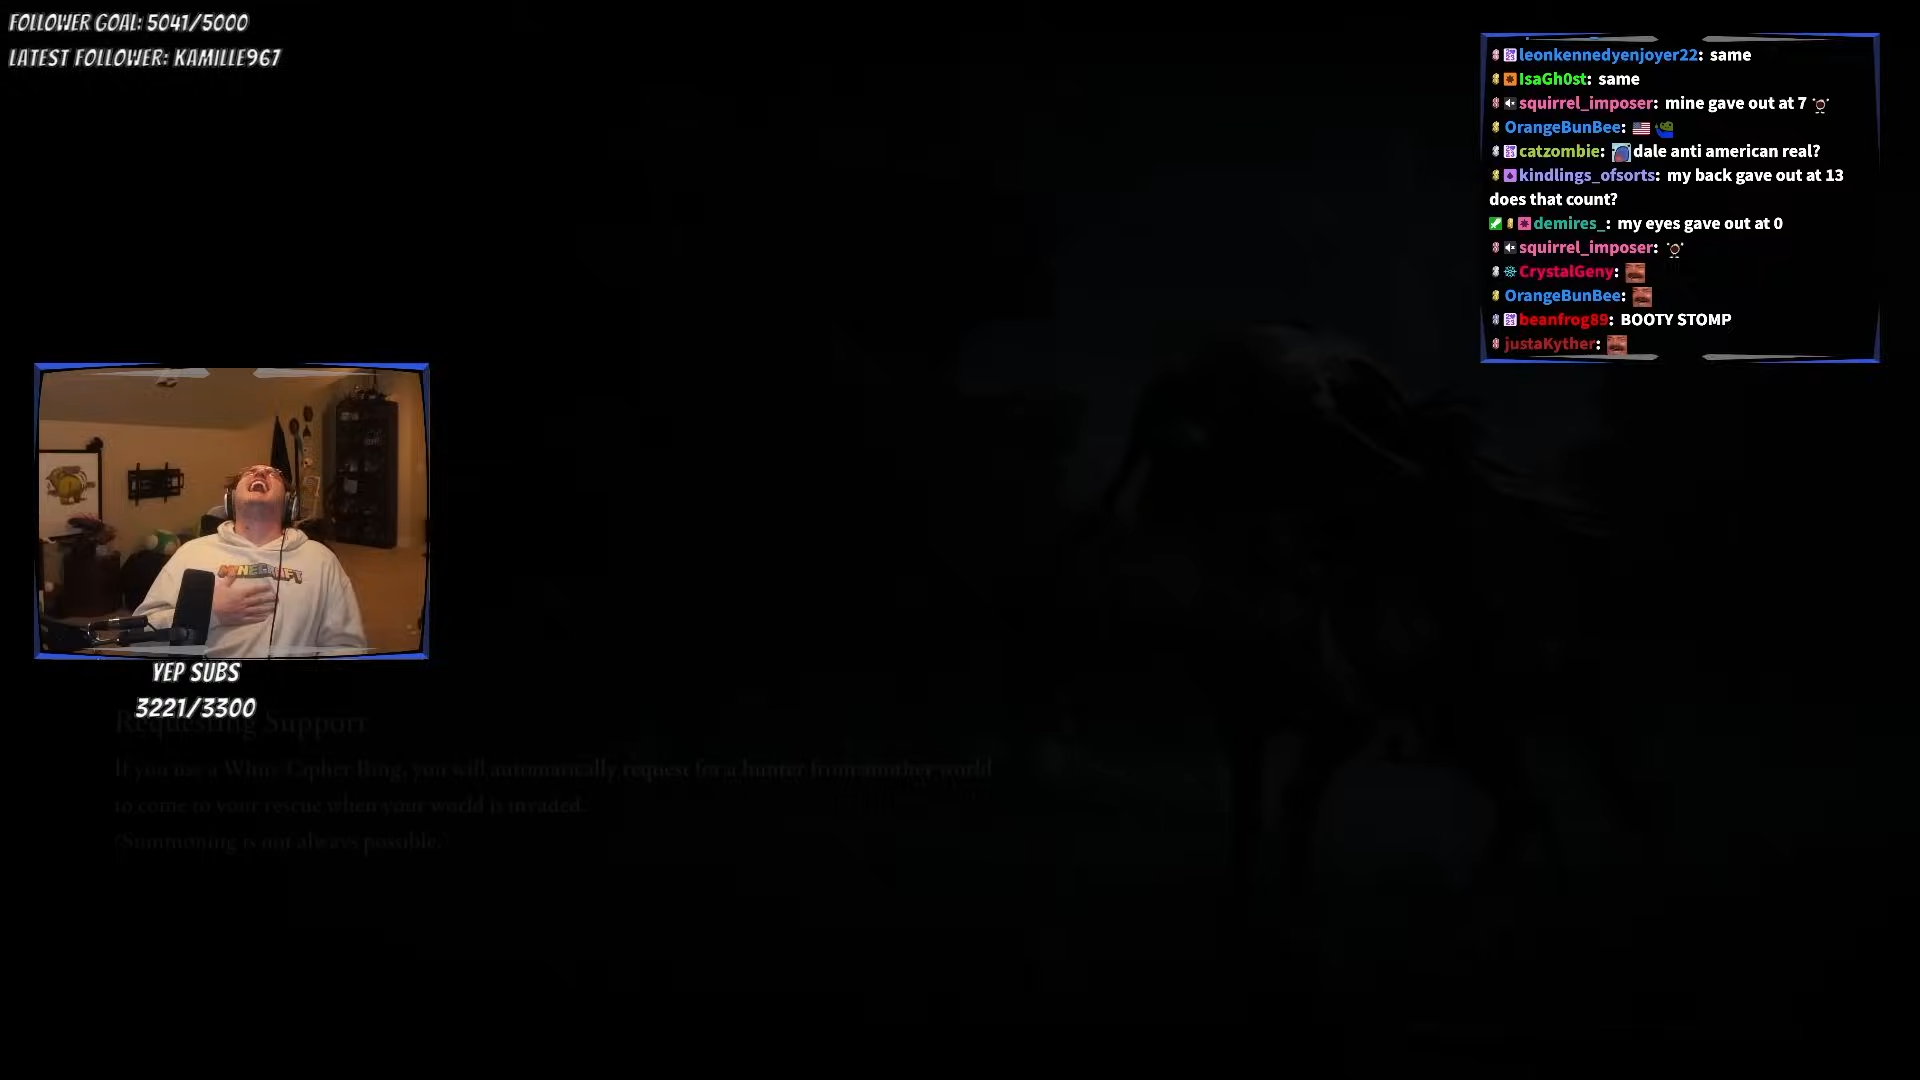 FOLLOWER GOAL: 5041/5000
LATEST FOLLOWER: KAMILLE967
leonkennedyenjoyer22: same
IsaGh0st: same
squirrel_imposer: mine gave out at 7
OrangeBunBee:
catzombie: dale anti american real?
kindlings_ofsorts: my back gave out at 13
does that count?
demires_: my eyes gave out at 0
squirrel_imposer:
CrystalGeny:
OrangeBunBee:
beanfrog89: BOOTY STOMP
justaKyther:
MINECRAFT
YEP SUBS
3221/3300
Requesting Support
If you use a White Cipher Ring, you will automatically request for a hunter from another world
to come to your rescue when your world is invaded.
(Summoning is not always possible.)